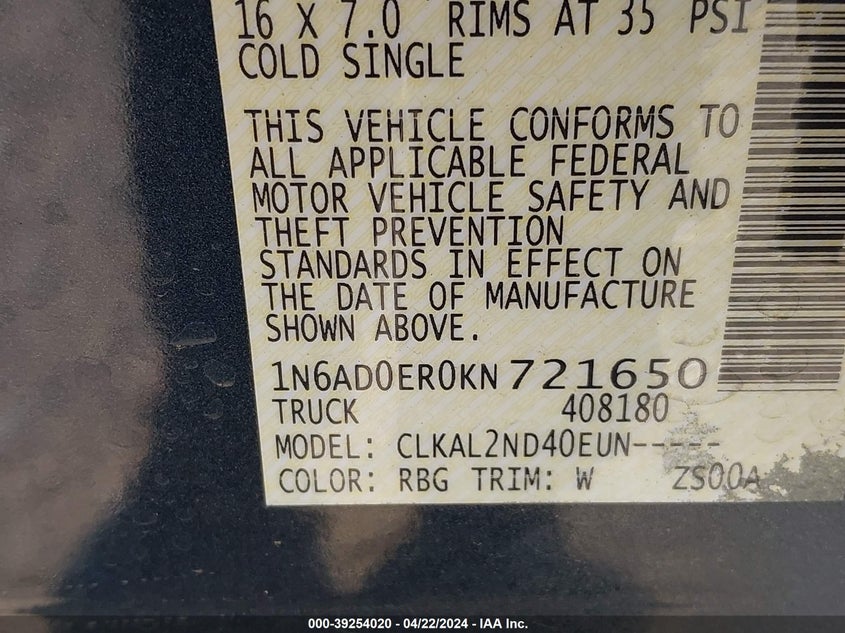 16 X 7.0 RIMS AT 35 PSI
COLD SINGLE
THIS VEHICLE CONFORMS TO
ALL APPLICABLE FEDERAL
MOTOR VEHICLE SAFETY AND
THEFT PREVENTION
STANDARDS IN EFFECT ON
THE DATE OF MANUFACTURE
SHOWN ABOVE.
1N6AD0ER0KN 721650
TRUCK 408180
MODEL: CLKAL2ND40EUN-----
COLOR: RBG TRIM: W ZS00A
000-39254020 - 04/22/2024 - IAA Inc.